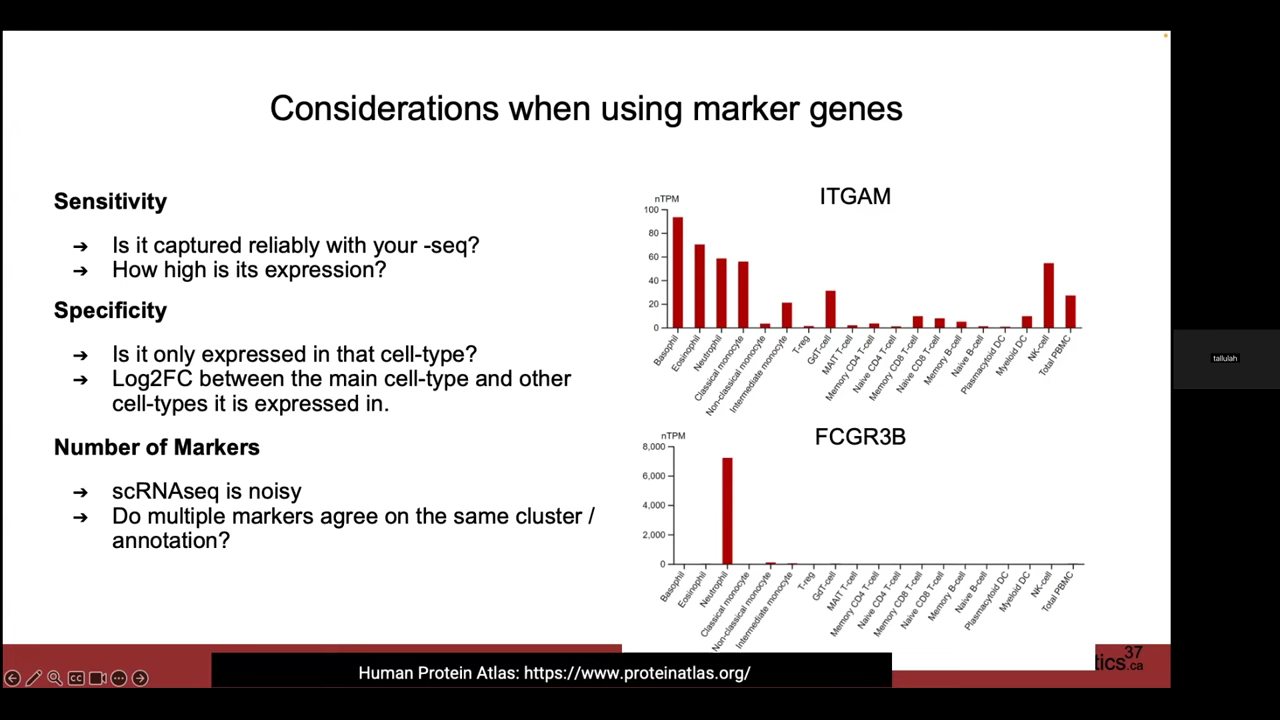 Considerations when using marker genes
Sensitivity
➔ Is it captured reliably with your -seq?
➔ How high is its expression?
Specificity
➔ Is it only expressed in that cell-type?
➔ Log2FC between the main cell-type and other
cell-types it is expressed in.
Number of Markers
➔ scRNAseq is noisy
➔ Do multiple markers agree on the same cluster /
annotation?
ITGAM
nTPM
100
80
60
40
20
0
Basophil
Eosinophil
Neutrophil
Classical monocyte
Non-classical monocyte
Intermediate monocyte
T-reg
GdT-cell
MAIT T-cell
Memory CD4 T-cell
Naive CD4 T-cell
Memory CD8 T-cell
Naive CD8 T-cell
Memory B-cell
Naive B-cell
Plasmacytoid DC
Myeloid DC
NK-cell
Total PBMC
FCGR3B
nTPM
8,000
6,000
4,000
2,000
0
Basophil
Eosinophil
Neutrophil
Classical monocyte
Non-classical monocyte
Intermediate monocyte
T-reg
GdT-cell
MAIT T-cell
Memory CD4 T-cell
Naive CD4 T-cell
Memory CD8 T-cell
Naive CD8 T-cell
Memory B-cell
Naive B-cell
Plasmacytoid DC
Myeloid DC
NK-cell
Total PBMC
tallulah
37
tics.ca
Human Protein Atlas: https://www.proteinatlas.org/
CC